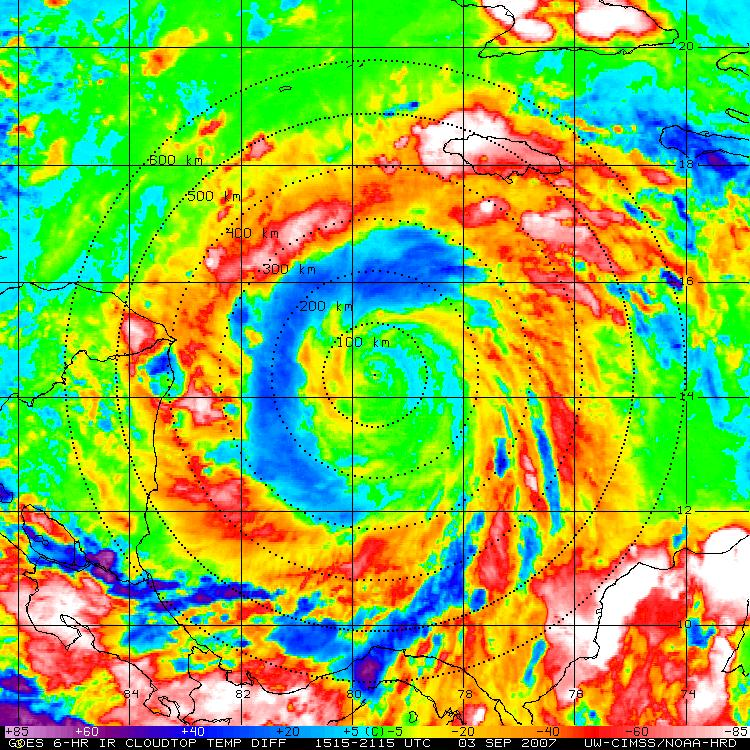 20
600 km
18
500 km
400 km
300 km
16
200 km
100 km
14
12
10
84 82 80 78 76 74
+85 +60 +40 +20 +5 (C) -5 -20 -40 -60 -85
GOES 6-HR IR CLOUDTOP TEMP DIFF 1515-2115 UTC 03 SEP 2007 UW-CIMSS/NOAA-HRD